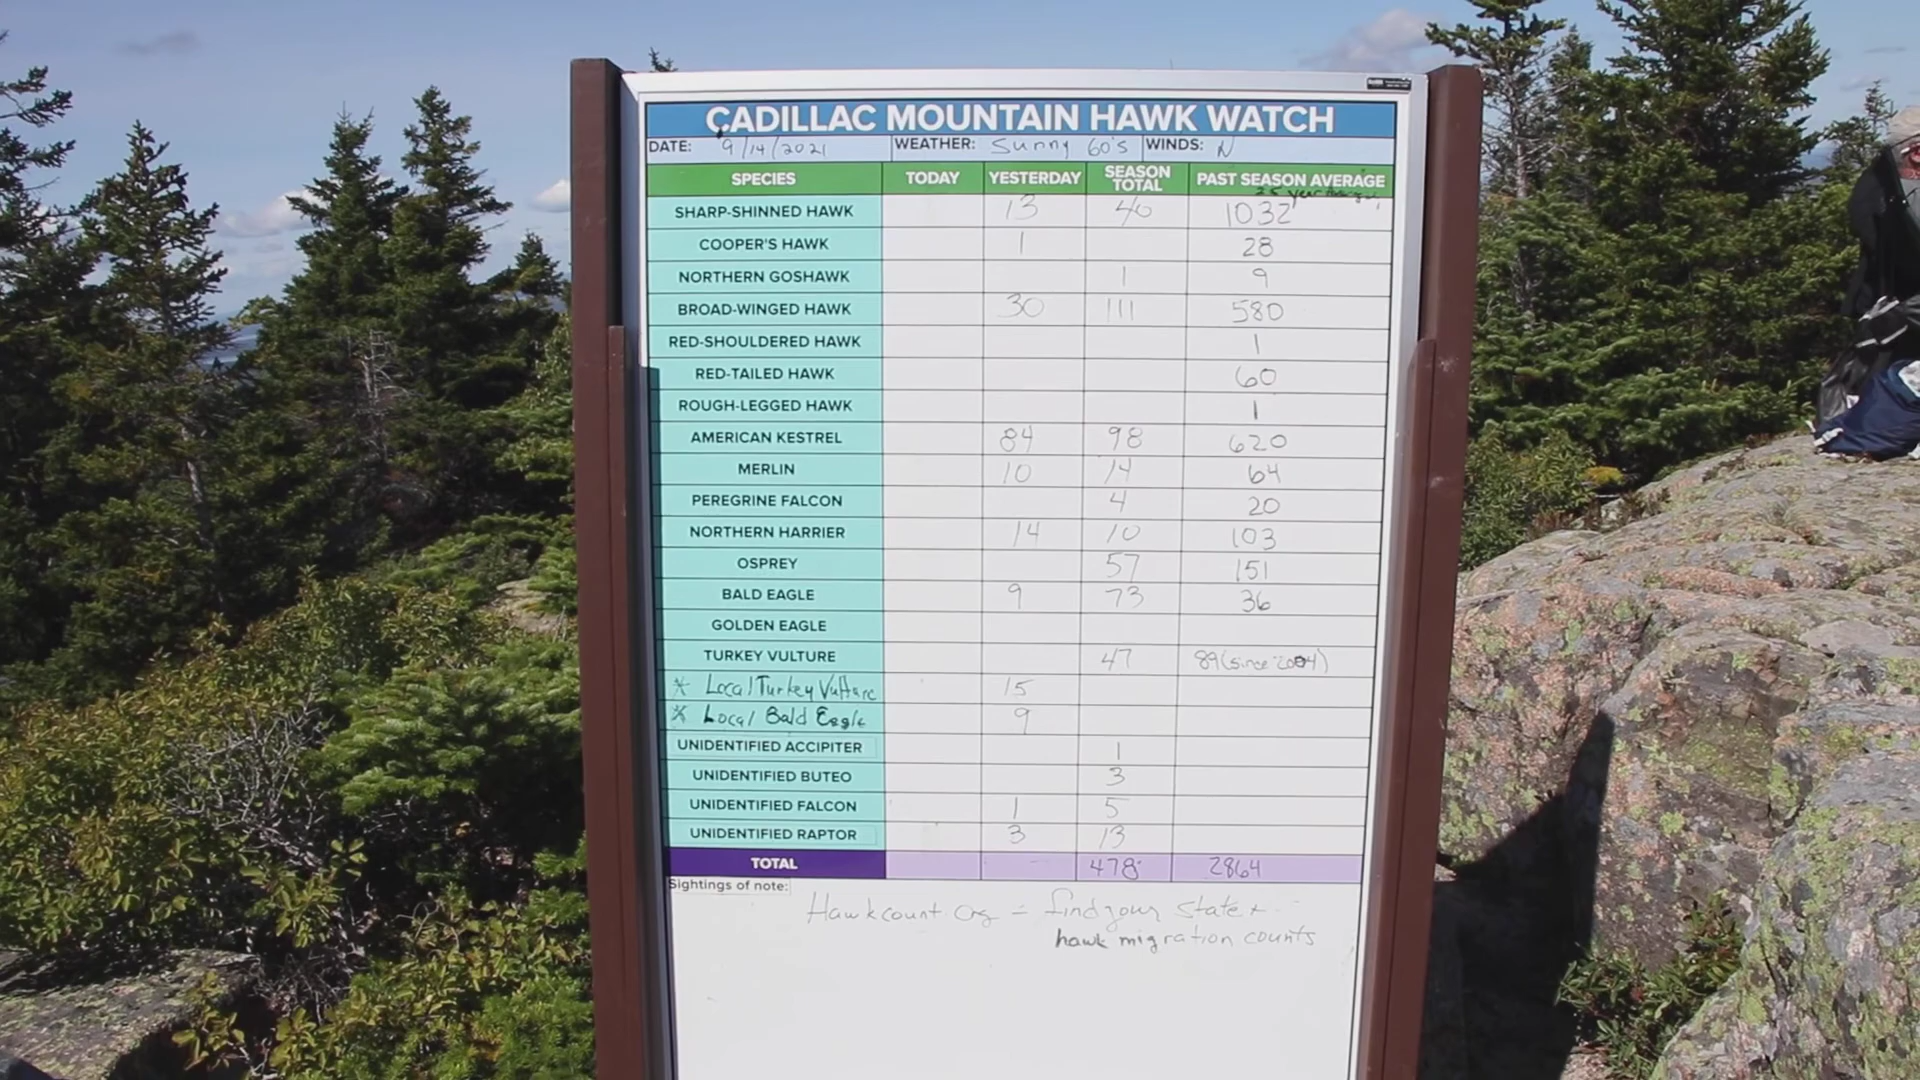 CADILLAC MOUNTAIN HAWK WATCH
DATE: 9/14/2021 WEATHER: Sunny 60's WINDS: N
SPECIES TODAY YESTERDAY SEASON TOTAL PAST SEASON AVERAGE
25 year
SHARP-SHINNED HAWK 13 40 1032
COOPER'S HAWK 1 28
NORTHERN GOSHAWK 1 9
BROAD-WINGED HAWK 30 111 580
RED-SHOULDERED HAWK 1
RED-TAILED HAWK 60
ROUGH-LEGGED HAWK 1
AMERICAN KESTREL 84 98 620
MERLIN 10 14 64
PEREGRINE FALCON 4 20
NORTHERN HARRIER 14 10 103
OSPREY 57 151
BALD EAGLE 9 73 36
GOLDEN EAGLE
TURKEY VULTURE 47 89 (since 2004)
* Local Turkey Vulture 15
* Local Bald Eagle 9
UNIDENTIFIED ACCIPITER 1
UNIDENTIFIED BUTEO 3
UNIDENTIFIED FALCON 1 5
UNIDENTIFIED RAPTOR 3 13
TOTAL 478 2864
Sightings of note:
Hawkcount.org = find your state +
hawk migration counts